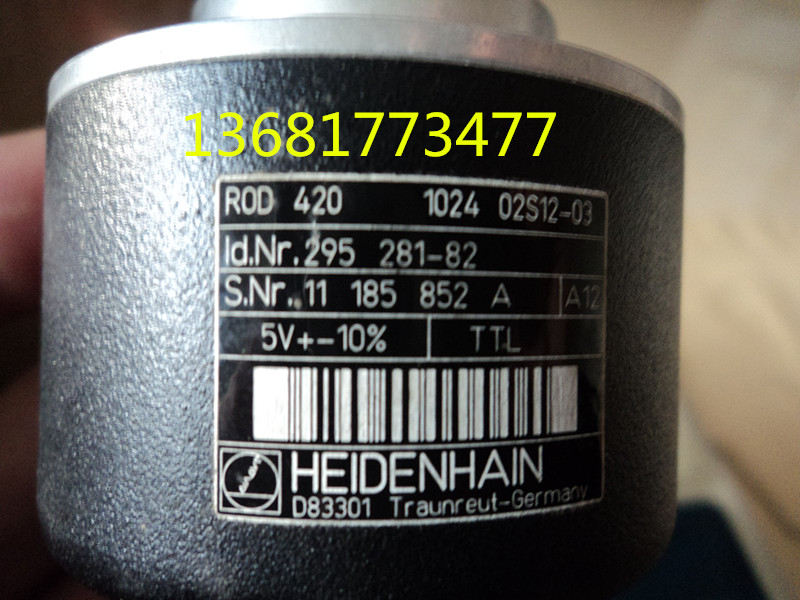 13681773477
ROD 420 1024 02S12-03
Id.Nr. 295 281-82
S.Nr. 11 185 852 A A12
5V+-10% TTL
HEIDENHAIN
D83301 Traunreut-Germany